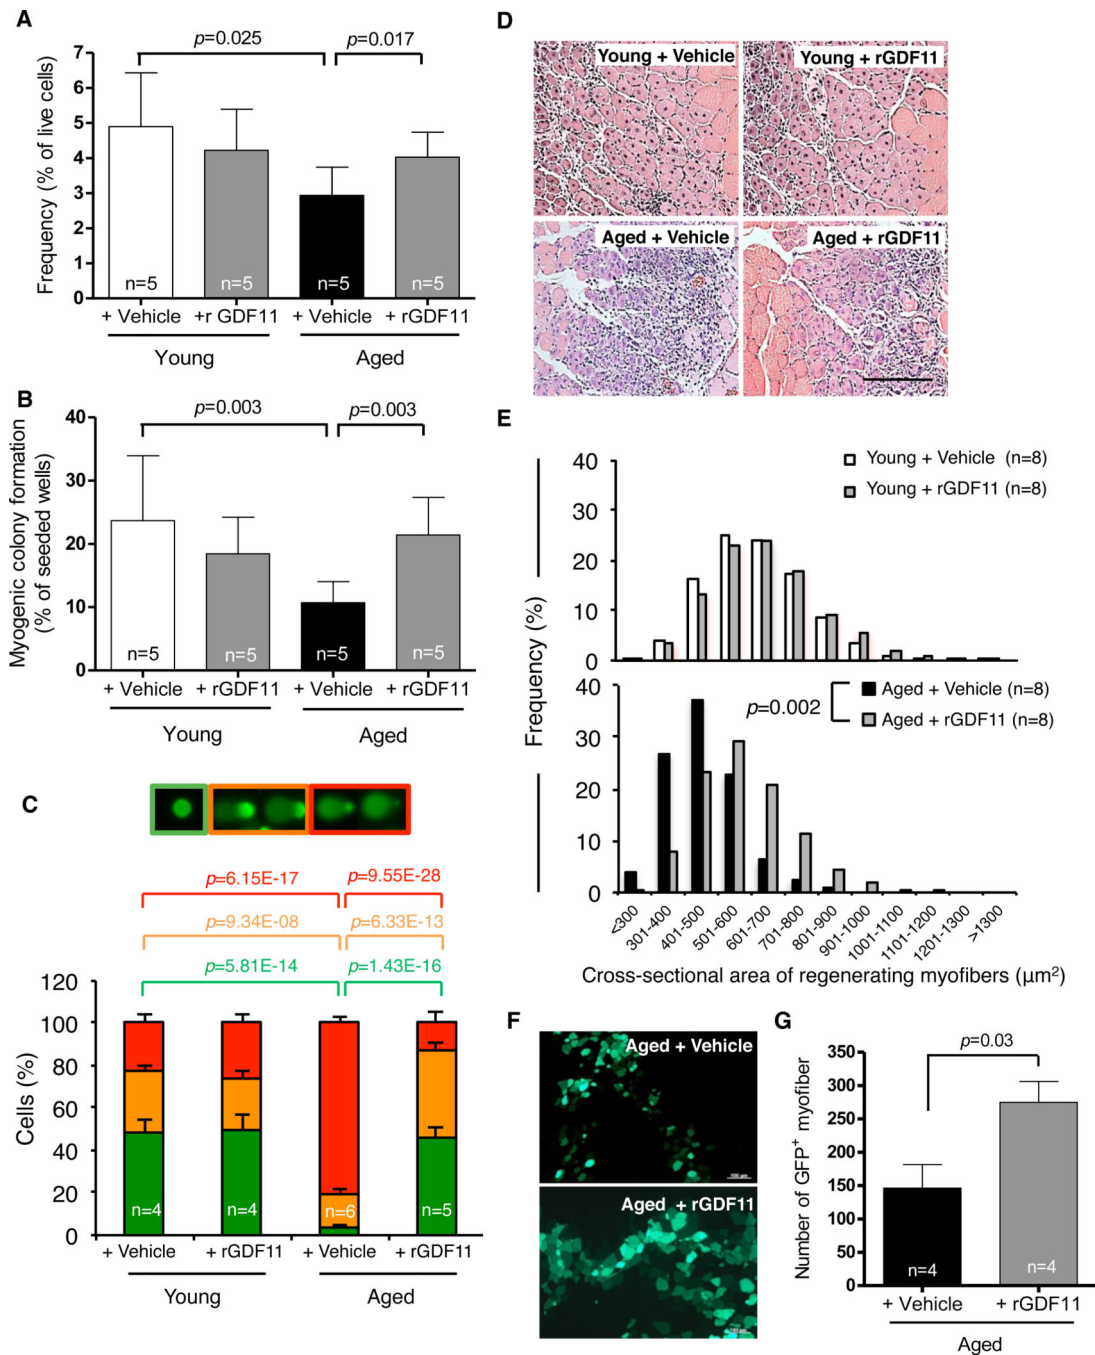 A
p=0.025
p=0.017
Frequency (% of live cells)
7
6
5
4
3
2
1
0
n=5
n=5
n=5
n=5
+ Vehicle
+r GDF11
+ Vehicle
+ rGDF11
Young
Aged
B
p=0.003
p=0.003
Myogenic colony formation
(% of seeded wells)
40
30
20
10
0
n=5
n=5
n=5
n=5
+ Vehicle
+ rGDF11
+ Vehicle
+ rGDF11
Young
Aged
C
p=6.15E-17
p=9.55E-28
p=9.34E-08
p=6.33E-13
p=5.81E-14
p=1.43E-16
Cells (%)
120
100
80
60
40
20
0
n=4
n=4
n=6
n=5
+ Vehicle
+ rGDF11
+ Vehicle
+ rGDF11
Young
Aged
D
Young + Vehicle
Young + rGDF11
Aged + Vehicle
Aged + rGDF11
E
Frequency (%)
40
30
20
10
0
Young + Vehicle (n=8)
Young + rGDF11 (n=8)
40
30
20
10
0
Aged + Vehicle (n=8)
p=0.002
Aged + rGDF11 (n=8)
<300
301-400
401-500
501-600
601-700
701-800
801-900
901-1000
1001-1100
1101-1200
1201-1300
>1300
Cross-sectional area of regenerating myofibers (µm²)
F
Aged + Vehicle
100 µm
Aged + rGDF11
100 µm
G
p=0.03
Number of GFP⁺ myofiber
350
300
250
200
150
100
50
0
n=4
n=4
+ Vehicle
+ rGDF11
Aged